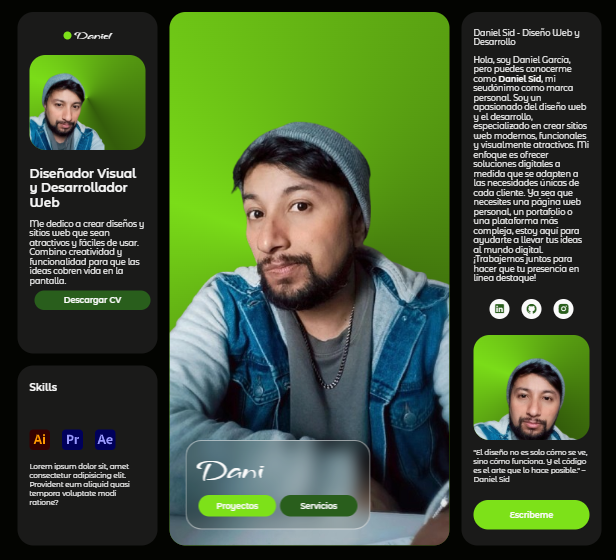 Daniel
Diseñador Visual
y Desarrollador
Web
Me dedico a crear diseños y
sitios web que sean
atractivos y fáciles de usar.
Combino creatividad y
funcionalidad para que las
ideas cobren vida en la
pantalla.
Descargar CV
Skills
Ai
Pr
Ae
Lorem ipsum dolor sit, amet
consectetur adipisicing elit.
Provident eum aliquid quasi
tempora voluptate modi
ratione?
Dani
Proyectos
Servicios
Daniel Sid - Diseño Web y
Desarrollo
Hola, soy Daniel García,
pero puedes conocerme
como Daniel Sid, mi
seudónimo como marca
personal. Soy un
apasionado del diseño web
y el desarrollo,
especializado en crear sitios
web modernos, funcionales
y visualmente atractivos. Mi
enfoque es ofrecer
soluciones digitales a
medida que se adapten a
las necesidades únicas de
cada cliente. Ya sea que
necesites una página web
personal, un portafolio o
una plataforma más
compleja, estoy aquí para
ayudarte a llevar tus ideas
al mundo digital.
¡Trabajemos juntos para
hacer que tu presencia en
línea destaque!
in
"El diseño no es solo cómo se ve,
sino cómo funciona. Y el código
es el arte que lo hace posible." –
Daniel Sid
Escríberne